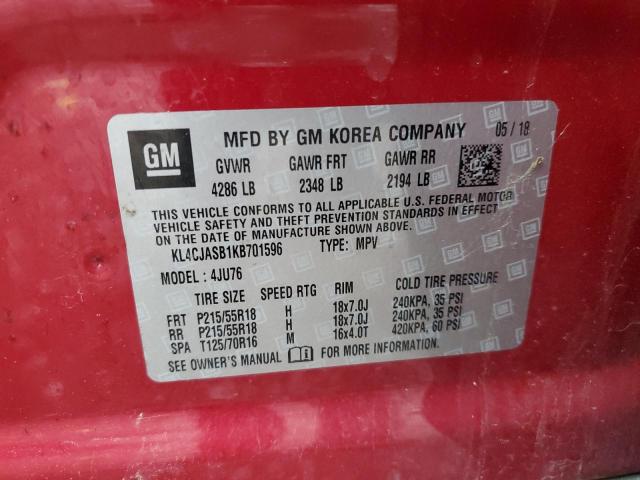 GM MFD BY GM KOREA COMPANY 05/18
GVWR GAWR FRT GAWR RR
4286 LB 2348 LB 2194 LB
THIS VEHICLE CONFORMS TO ALL APPLICABLE U.S. FEDERAL MOTOR
VEHICLE SAFETY AND THEFT PREVENTION STANDARDS IN EFFECT
ON THE DATE OF MANUFACTURE SHOWN ABOVE.
KL4CJASB1KB701596 TYPE: MPV
MODEL : 4JU76
TIRE SIZE SPEED RTG RIM COLD TIRE PRESSURE
FRT P215/55R18 H 18x7.0J 240KPA, 35 PSI
RR P215/55R18 H 18x7.0J 240KPA, 35 PSI
SPA T125/70R16 M 16x4.0T 420KPA, 60 PSI
SEE OWNER'S MANUAL FOR MORE INFORMATION.